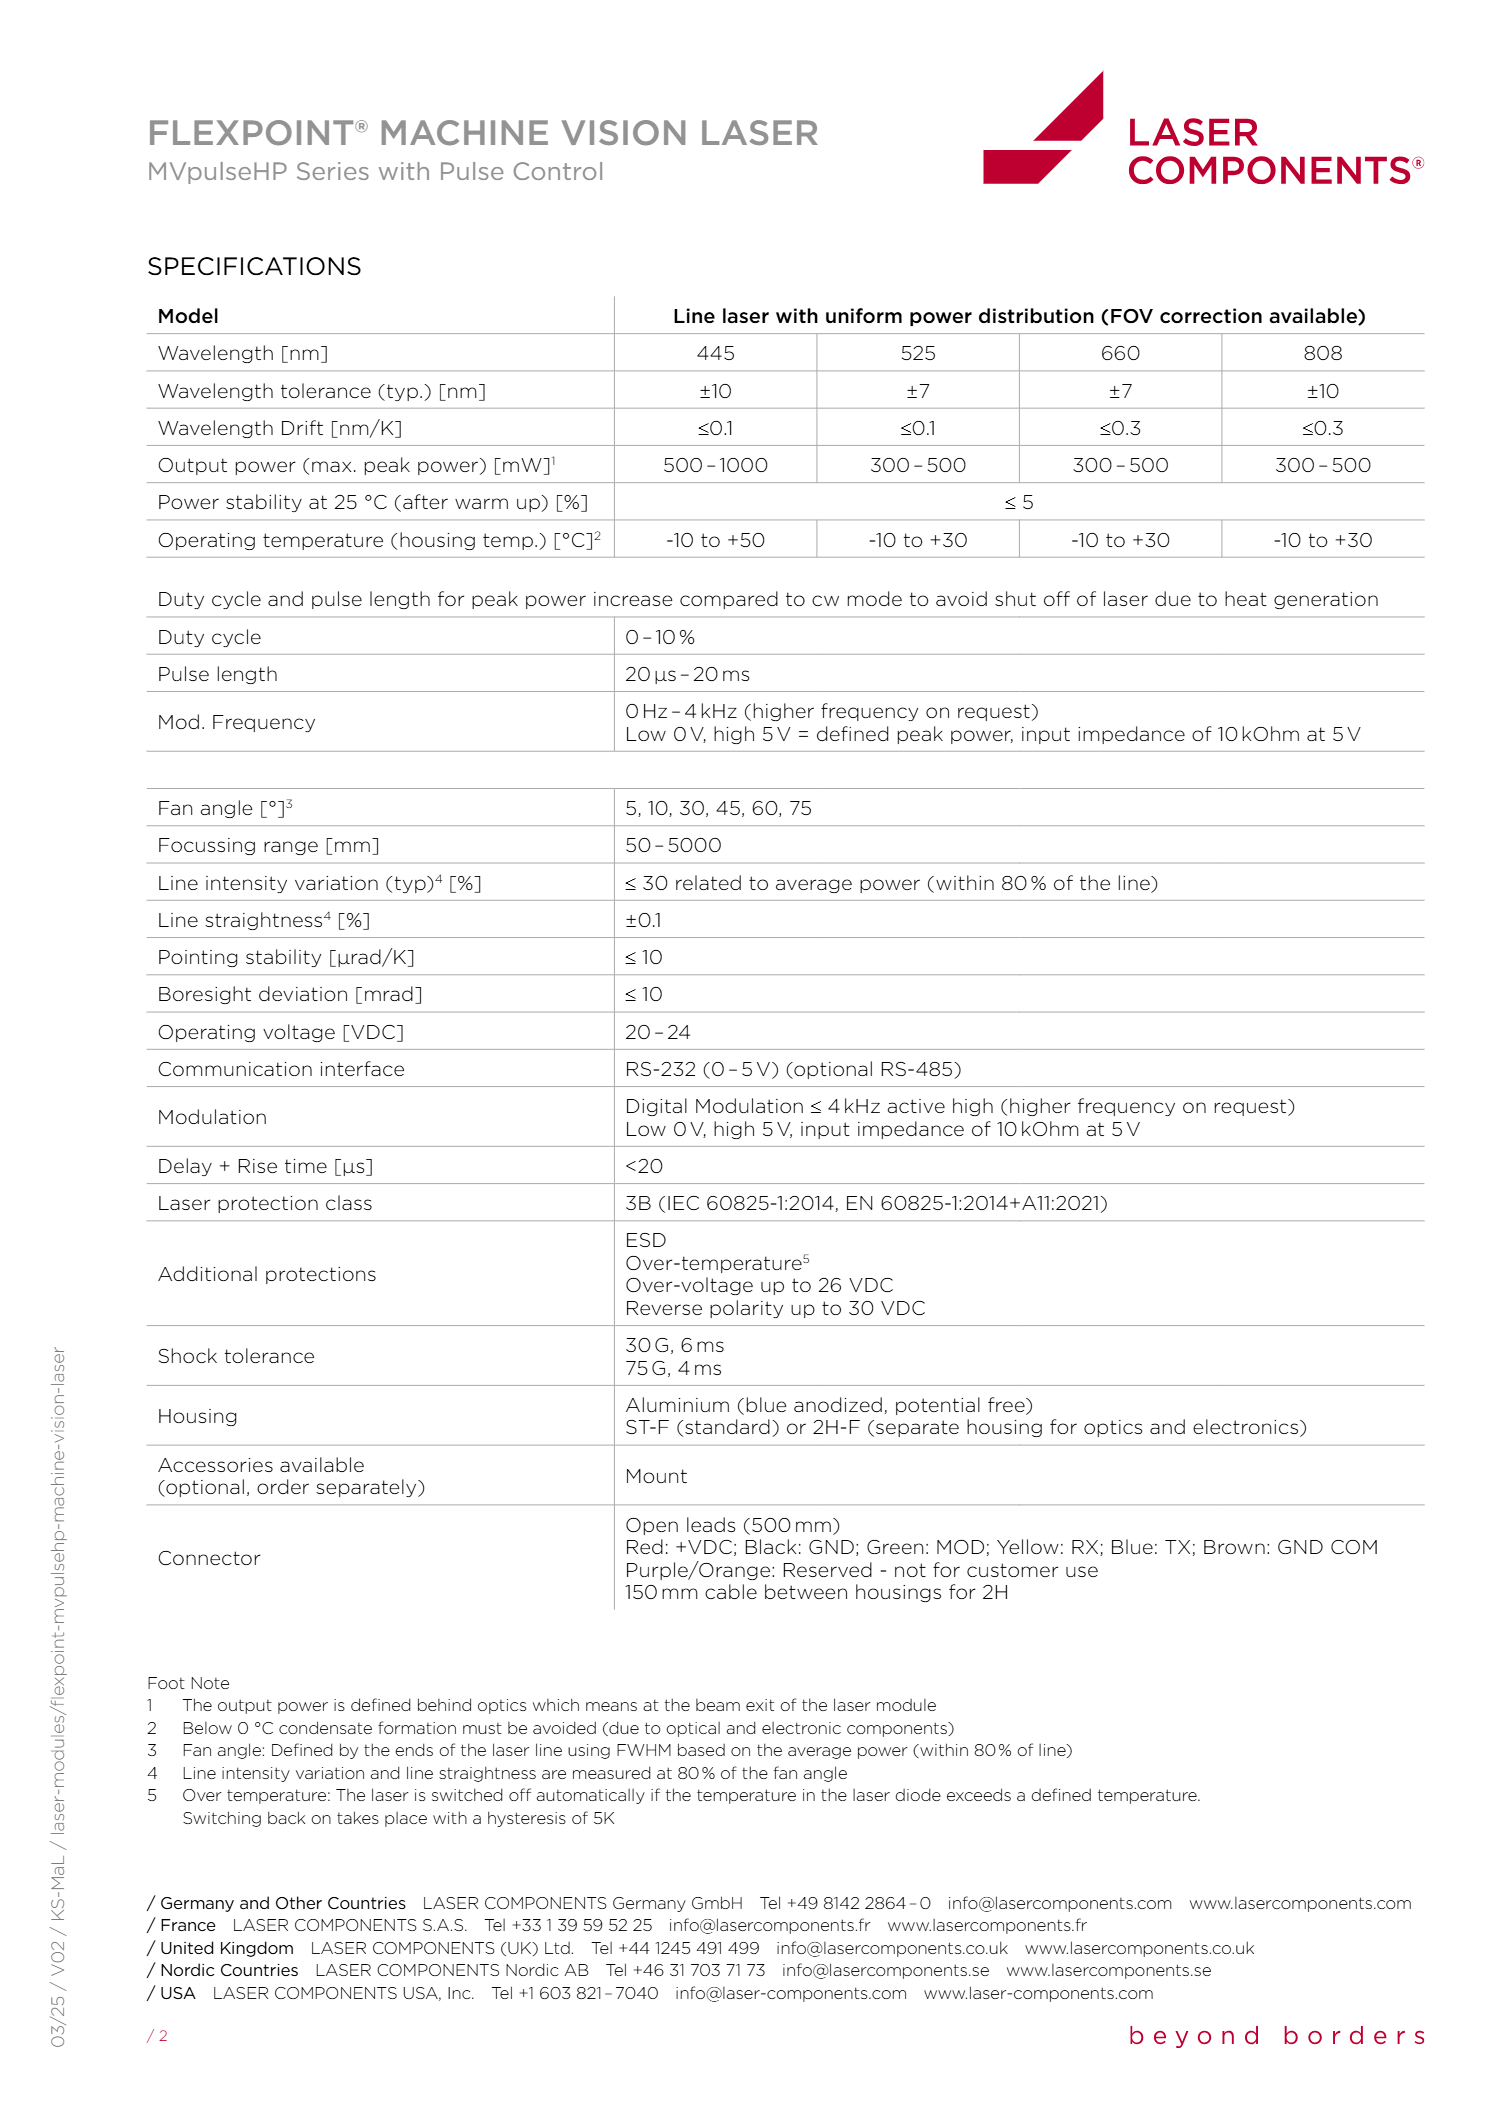 FLEXPOINT® MACHINE VISION LASER
MVpulseHP Series with Pulse Control
LASER
COMPONENTS®
SPECIFICATIONS
Model Line laser with uniform power distribution (FOV correction available)
Wavelength [nm] 445 525 660 808
Wavelength tolerance (typ.) [nm] ±10 ±7 ±7 ±10
Wavelength Drift [nm/K] ≤0.1 ≤0.1 ≤0.3 ≤0.3
Output power (max. peak power) [mW]¹ 500 – 1000 300 – 500 300 – 500 300 – 500
Power stability at 25 °C (after warm up) [%] ≤ 5
Operating temperature (housing temp.) [°C]² -10 to +50 -10 to +30 -10 to +30 -10 to +30
Duty cycle and pulse length for peak power increase compared to cw mode to avoid shut off of laser due to heat generation
Duty cycle 0 – 10 %
Pulse length 20 µs – 20 ms
Mod. Frequency 0 Hz – 4 kHz (higher frequency on request)
Low 0 V, high 5 V = defined peak power, input impedance of 10 kOhm at 5 V
Fan angle [°]³ 5, 10, 30, 45, 60, 75
Focussing range [mm] 50 – 5000
Line intensity variation (typ)⁴ [%] ≤ 30 related to average power (within 80 % of the line)
Line straightness⁴ [%] ±0.1
Pointing stability [µrad/K] ≤ 10
Boresight deviation [mrad] ≤ 10
Operating voltage [VDC] 20 – 24
Communication interface RS-232 (0 – 5 V) (optional RS-485)
Modulation Digital Modulation ≤ 4 kHz active high (higher frequency on request)
Low 0 V, high 5 V, input impedance of 10 kOhm at 5 V
Delay + Rise time [µs] <20
Laser protection class 3B (IEC 60825-1:2014, EN 60825-1:2014+A11:2021)
Additional protections ESD
Over-temperature⁵
Over-voltage up to 26 VDC
Reverse polarity up to 30 VDC
Shock tolerance 30 G, 6 ms
75 G, 4 ms
Housing Aluminium (blue anodized, potential free)
ST-F (standard) or 2H-F (separate housing for optics and electronics)
Accessories available
(optional, order separately) Mount
Connector Open leads (500 mm)
Red: +VDC; Black: GND; Green: MOD; Yellow: RX; Blue: TX; Brown: GND COM
Purple/Orange: Reserved - not for customer use
150 mm cable between housings for 2H
Foot Note
1 The output power is defined behind optics which means at the beam exit of the laser module
2 Below 0 °C condensate formation must be avoided (due to optical and electronic components)
3 Fan angle: Defined by the ends of the laser line using FWHM based on the average power (within 80 % of line)
4 Line intensity variation and line straightness are measured at 80 % of the fan angle
5 Over temperature: The laser is switched off automatically if the temperature in the laser diode exceeds a defined temperature.
Switching back on takes place with a hysteresis of 5K
/ Germany and Other Countries LASER COMPONENTS Germany GmbH Tel +49 8142 2864 – 0 info@lasercomponents.com www.lasercomponents.com
/ France LASER COMPONENTS S.A.S. Tel +33 1 39 59 52 25 info@lasercomponents.fr www.lasercomponents.fr
/ United Kingdom LASER COMPONENTS (UK) Ltd. Tel +44 1245 491 499 info@lasercomponents.co.uk www.lasercomponents.co.uk
/ Nordic Countries LASER COMPONENTS Nordic AB Tel +46 31 703 71 73 info@lasercomponents.se www.lasercomponents.se
/ USA LASER COMPONENTS USA, Inc. Tel +1 603 821 – 7040 info@laser-components.com www.laser-components.com
/ 2
beyond borders
03/25 / V02 / KS-MaL / laser-modules/flexpoint-mvpulsehp-machine-vision-laser